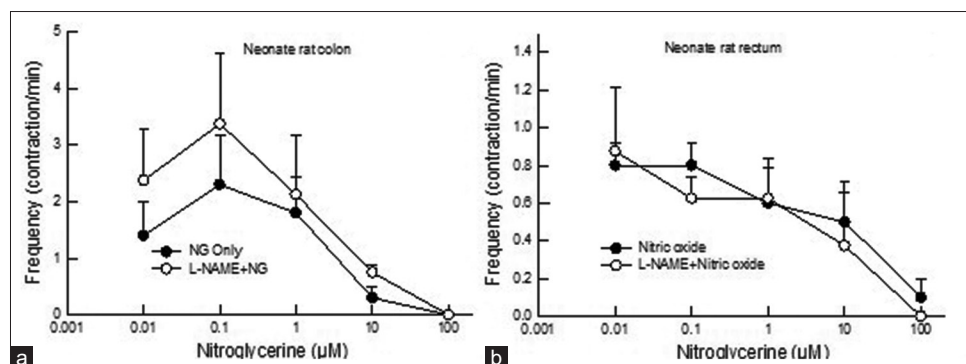 Neonate rat colon
Frequency (contraction/min)
5
4
3
2
1
0
NG Only
L-NAME+NG
0.001 0.01 0.1 1 10 100
Nitroglycerine (µM)
a
Neonate rat rectum
Frequency (contraction/min)
1.4
1.2
1.0
0.8
0.6
0.4
0.2
0.0
Nitric oxide
L-NAME+Nitric oxide
0.001 0.01 0.1 1 10 100
Nitroglycerine (µM)
b